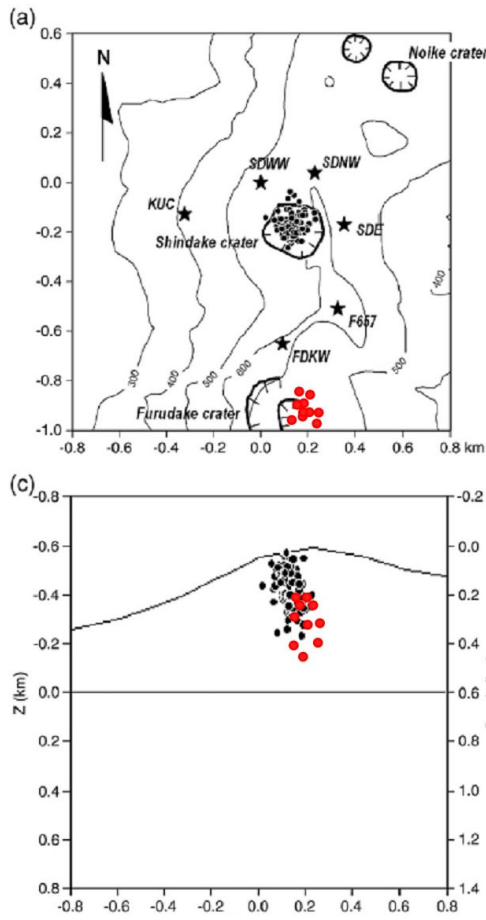 (a)
0.6
0.4
0.2
0.0
-0.2
-0.4
-0.6
-0.8
-1.0
N
Noike crater
SDWW
SDNW
KUC
SDE
Shindake crater
F657
FDKW
Furudake crater
300
400
500
600
500
400
-0.8 -0.6 -0.4 -0.2 0.0 0.2 0.4 0.6 0.8 km
(c)
-0.8
-0.6
-0.4
-0.2
0.0
0.2
0.4
0.6
0.8
Z (km)
-0.2
0.0
0.2
0.4
0.6
0.8
1.0
1.2
1.4
-0.8 -0.6 -0.4 -0.2 0.0 0.2 0.4 0.6 0.8